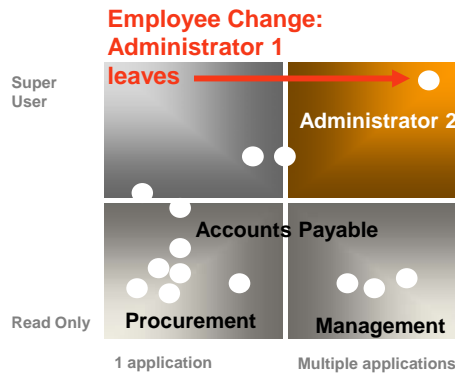 Employee Change:
Administrator 1
leaves
Super
User
Administrator 2
Accounts Payable
Read Only
Procurement
Management
1 application
Multiple applications